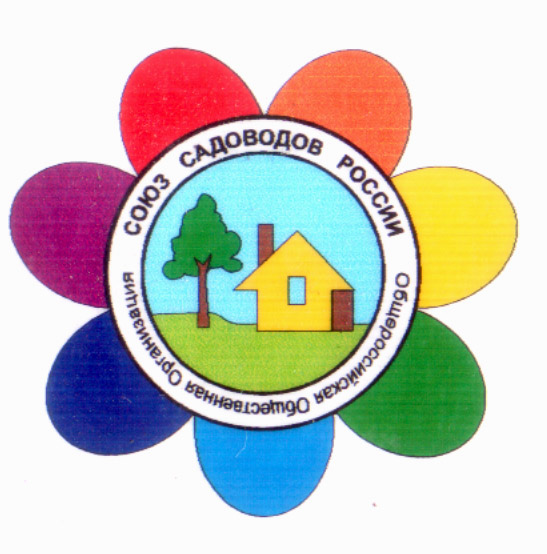 СОЮЗ САДОВОДОВ РОССИИ
Общероссийская Общественная Организация